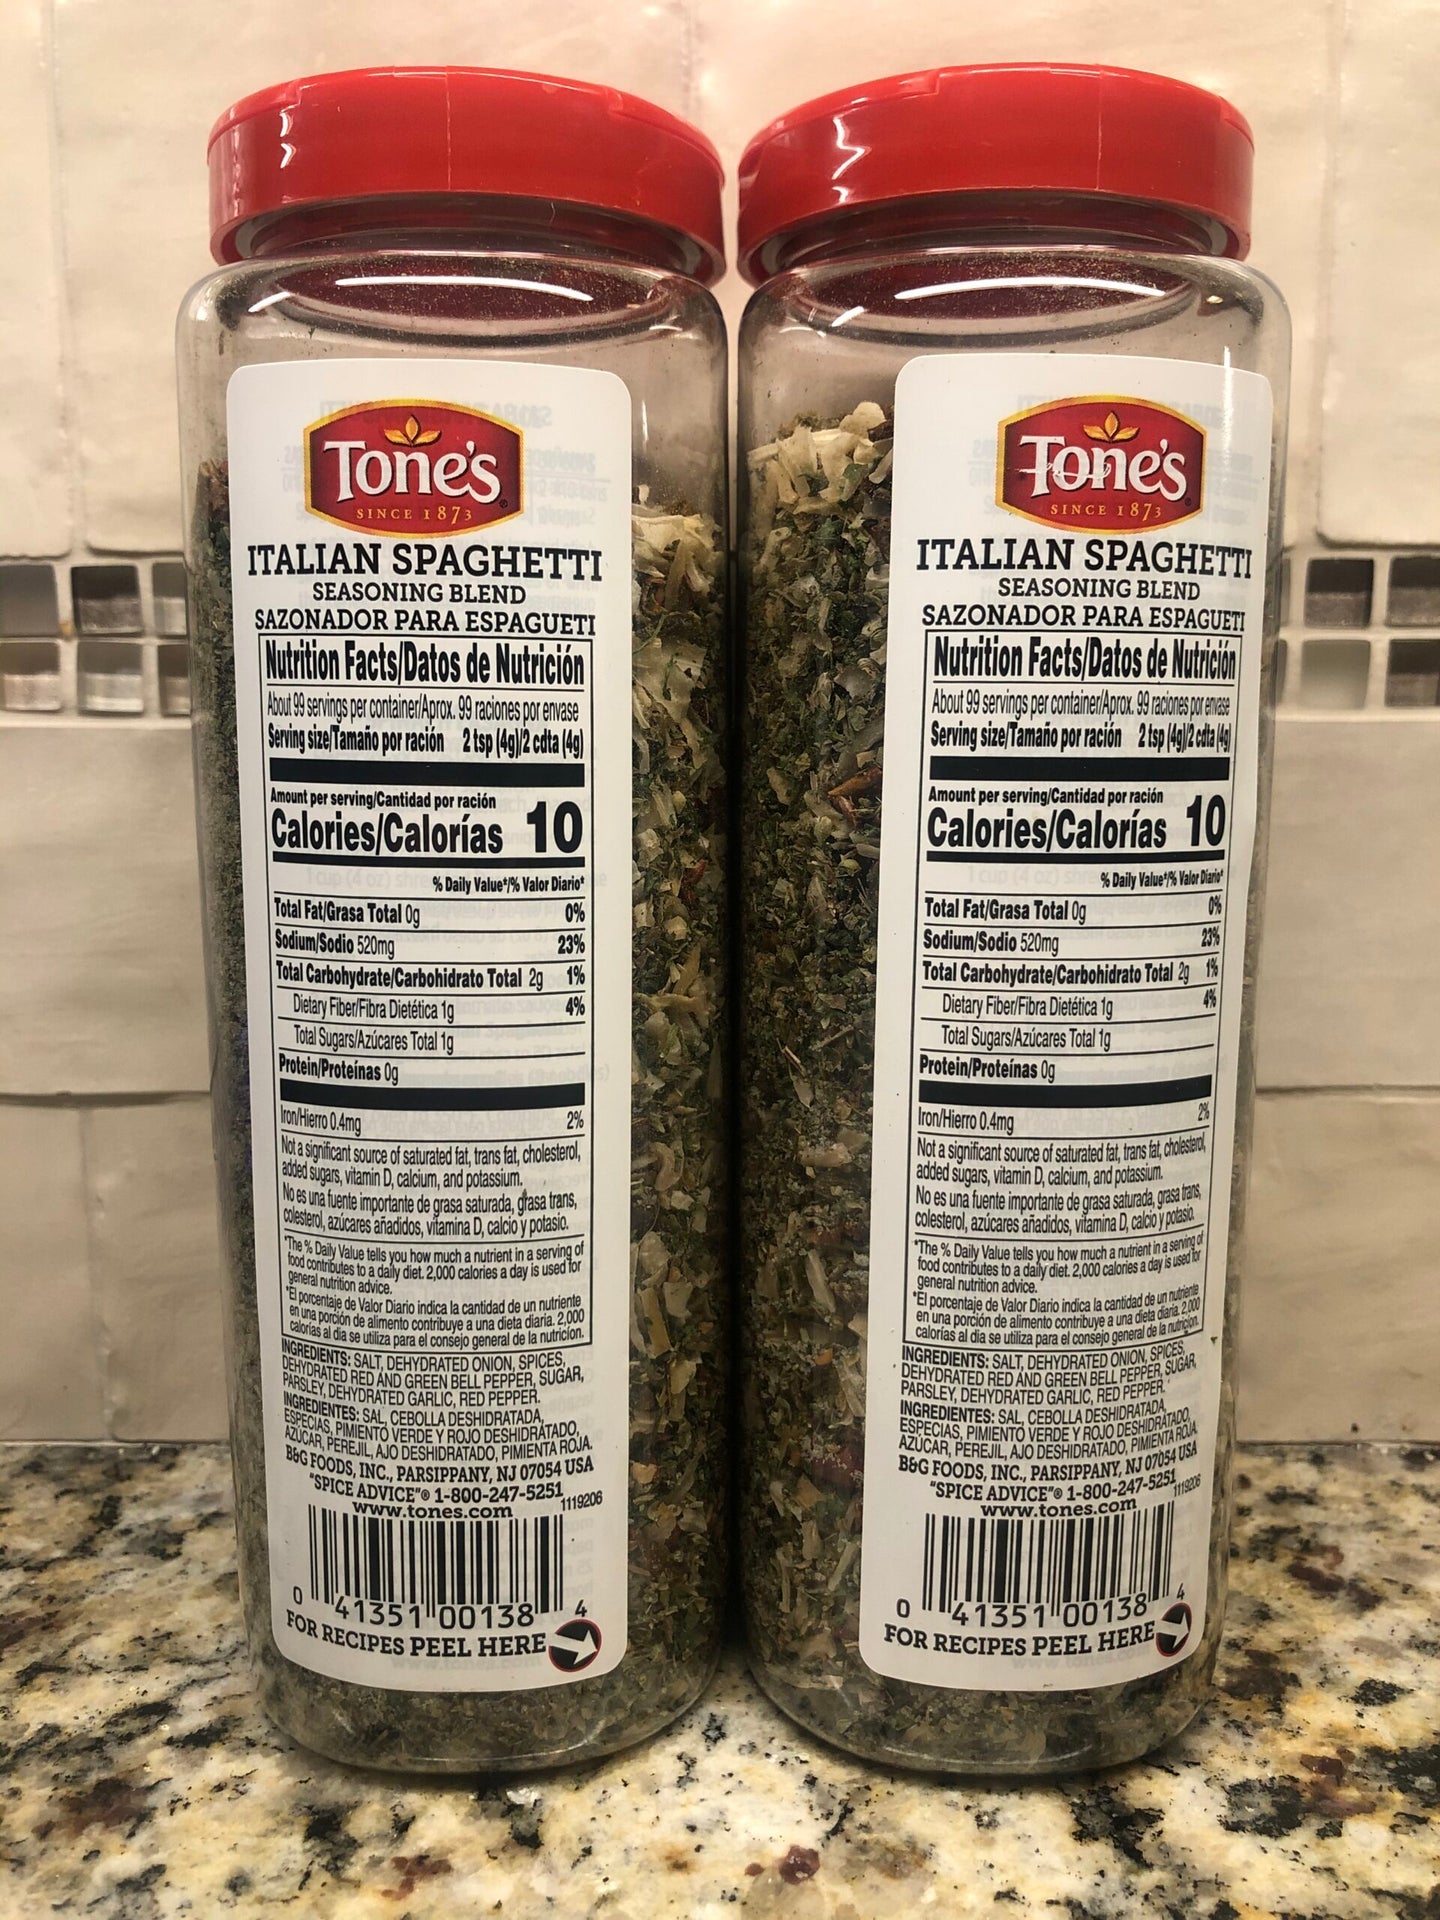 Tone's
SINCE 1873
ITALIAN SPAGHETTI
SEASONING BLEND
SAZONADOR PARA ESPAGUETI
Nutrition Facts/Datos de Nutrición
About 99 servings per container/Aprox. 99 raciones por envase
Serving size/Tamaño por ración 2 tsp (4g)/2 cdta (4g)
Amount per serving/Cantidad por ración
Calories/Calorías 10
% Daily Value*/% Valor Diario*
Total Fat/Grasa Total 0g 0%
Sodium/Sodio 520mg 23%
Total Carbohydrate/Carbohidrato Total 2g 1%
Dietary Fiber/Fibra Dietética 1g 4%
Total Sugars/Azúcares Total 1g
Protein/Proteínas 0g
Iron/Hierro 0.4mg 2%
Not a significant source of saturated fat, trans fat, cholesterol,
added sugars, vitamin D, calcium, and potassium.
No es una fuente importante de grasa saturada, grasa trans,
colesterol, azúcares añadidos, vitamina D, calcio y potasio.
*The % Daily Value tells you how much a nutrient in a serving of
food contributes to a daily diet. 2,000 calories a day is used for
general nutrition advice.
*El porcentaje de Valor Diario indica la cantidad de un nutriente
en una porción de alimento contribuye a una dieta diaria. 2,000
calorías al dia se utiliza para el consejo general de la nutrición.
INGREDIENTS: SALT, DEHYDRATED ONION, SPICES,
DEHYDRATED RED AND GREEN BELL PEPPER, SUGAR,
PARSLEY, DEHYDRATED GARLIC, RED PEPPER.
INGREDIENTES: SAL, CEBOLLA DESHIDRATADA,
ESPECIAS, PIMIENTO VERDE Y ROJO DESHIDRATADO,
AZÚCAR, PEREJIL, AJO DESHIDRATADO, PIMIENTA ROJA.
B&G FOODS, INC., PARSIPPANY, NJ 07054 USA
"SPICE ADVICE"® 1-800-247-5251
www.tones.com 1119206
0 41351 00138 4
FOR RECIPES PEEL HERE
Tone's
SINCE 1873
ITALIAN SPAGHETTI
SEASONING BLEND
SAZONADOR PARA ESPAGUETI
Nutrition Facts/Datos de Nutrición
About 99 servings per container/Aprox. 99 raciones por envase
Serving size/Tamaño por ración 2 tsp (4g)/2 cdta (4g)
Amount per serving/Cantidad por ración
Calories/Calorías 10
% Daily Value*/% Valor Diario*
Total Fat/Grasa Total 0g 0%
Sodium/Sodio 520mg 23%
Total Carbohydrate/Carbohidrato Total 2g 1%
Dietary Fiber/Fibra Dietética 1g 4%
Total Sugars/Azúcares Total 1g
Protein/Proteínas 0g
Iron/Hierro 0.4mg 2%
Not a significant source of saturated fat, trans fat, cholesterol,
added sugars, vitamin D, calcium, and potassium.
No es una fuente importante de grasa saturada, grasa trans,
colesterol, azúcares añadidos, vitamina D, calcio y potasio.
*The % Daily Value tells you how much a nutrient in a serving of
food contributes to a daily diet. 2,000 calories a day is used for
general nutrition advice.
*El porcentaje de Valor Diario indica la cantidad de un nutriente
en una porción de alimento contribuye a una dieta diaria. 2,000
calorías al dia se utiliza para el consejo general de la nutrición.
INGREDIENTS: SALT, DEHYDRATED ONION, SPICES,
DEHYDRATED RED AND GREEN BELL PEPPER, SUGAR,
PARSLEY, DEHYDRATED GARLIC, RED PEPPER.
INGREDIENTES: SAL, CEBOLLA DESHIDRATADA,
ESPECIAS, PIMIENTO VERDE Y ROJO DESHIDRATADO,
AZÚCAR, PEREJIL, AJO DESHIDRATADO, PIMIENTA ROJA.
B&G FOODS, INC., PARSIPPANY, NJ 07054 USA
"SPICE ADVICE"® 1-800-247-5251
www.tones.com 1119206
0 41351 00138 4
FOR RECIPES PEEL HERE